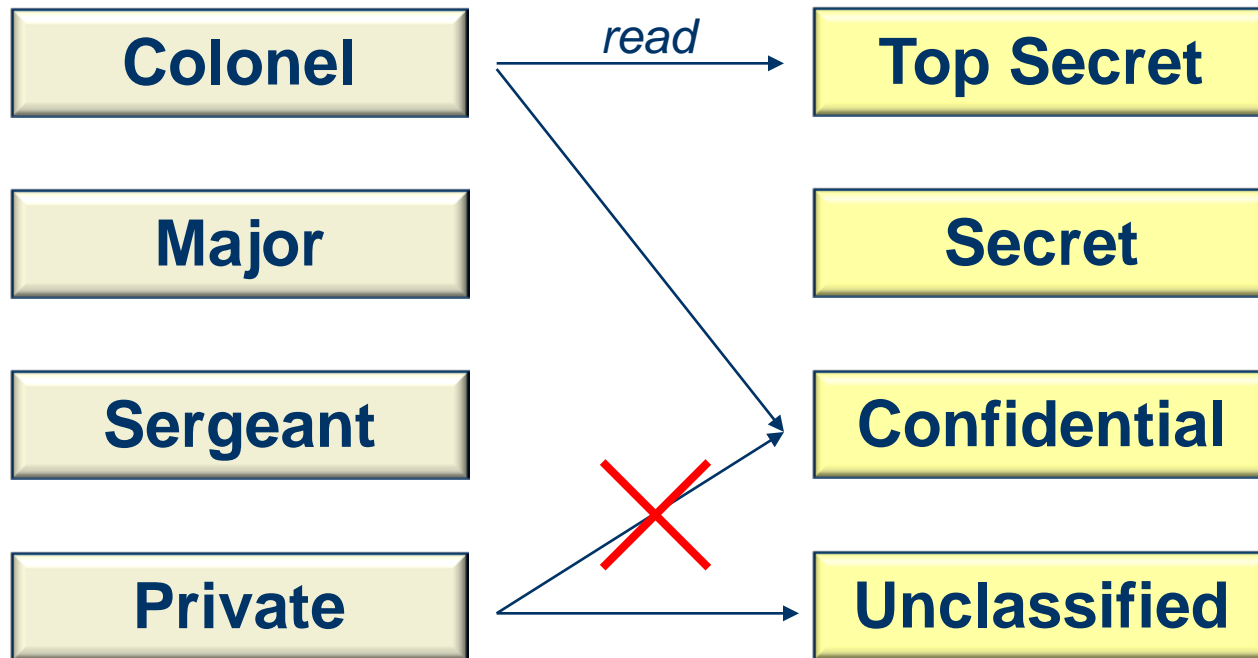 Colonel
read
Top Secret
Major
Secret
Sergeant
Confidential
Private
Unclassified